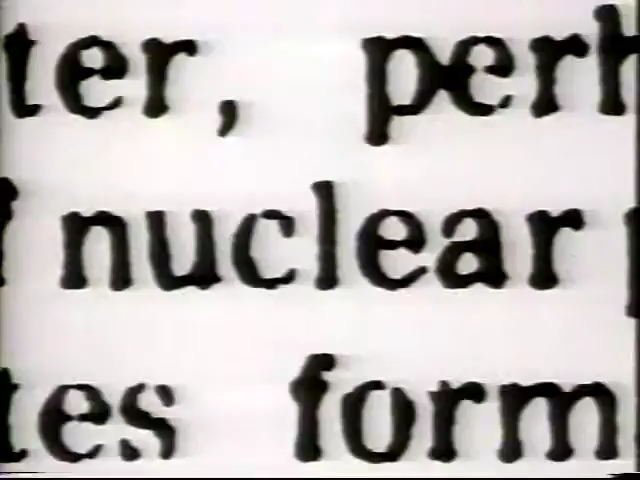 ter, perh
nuclear
tes form